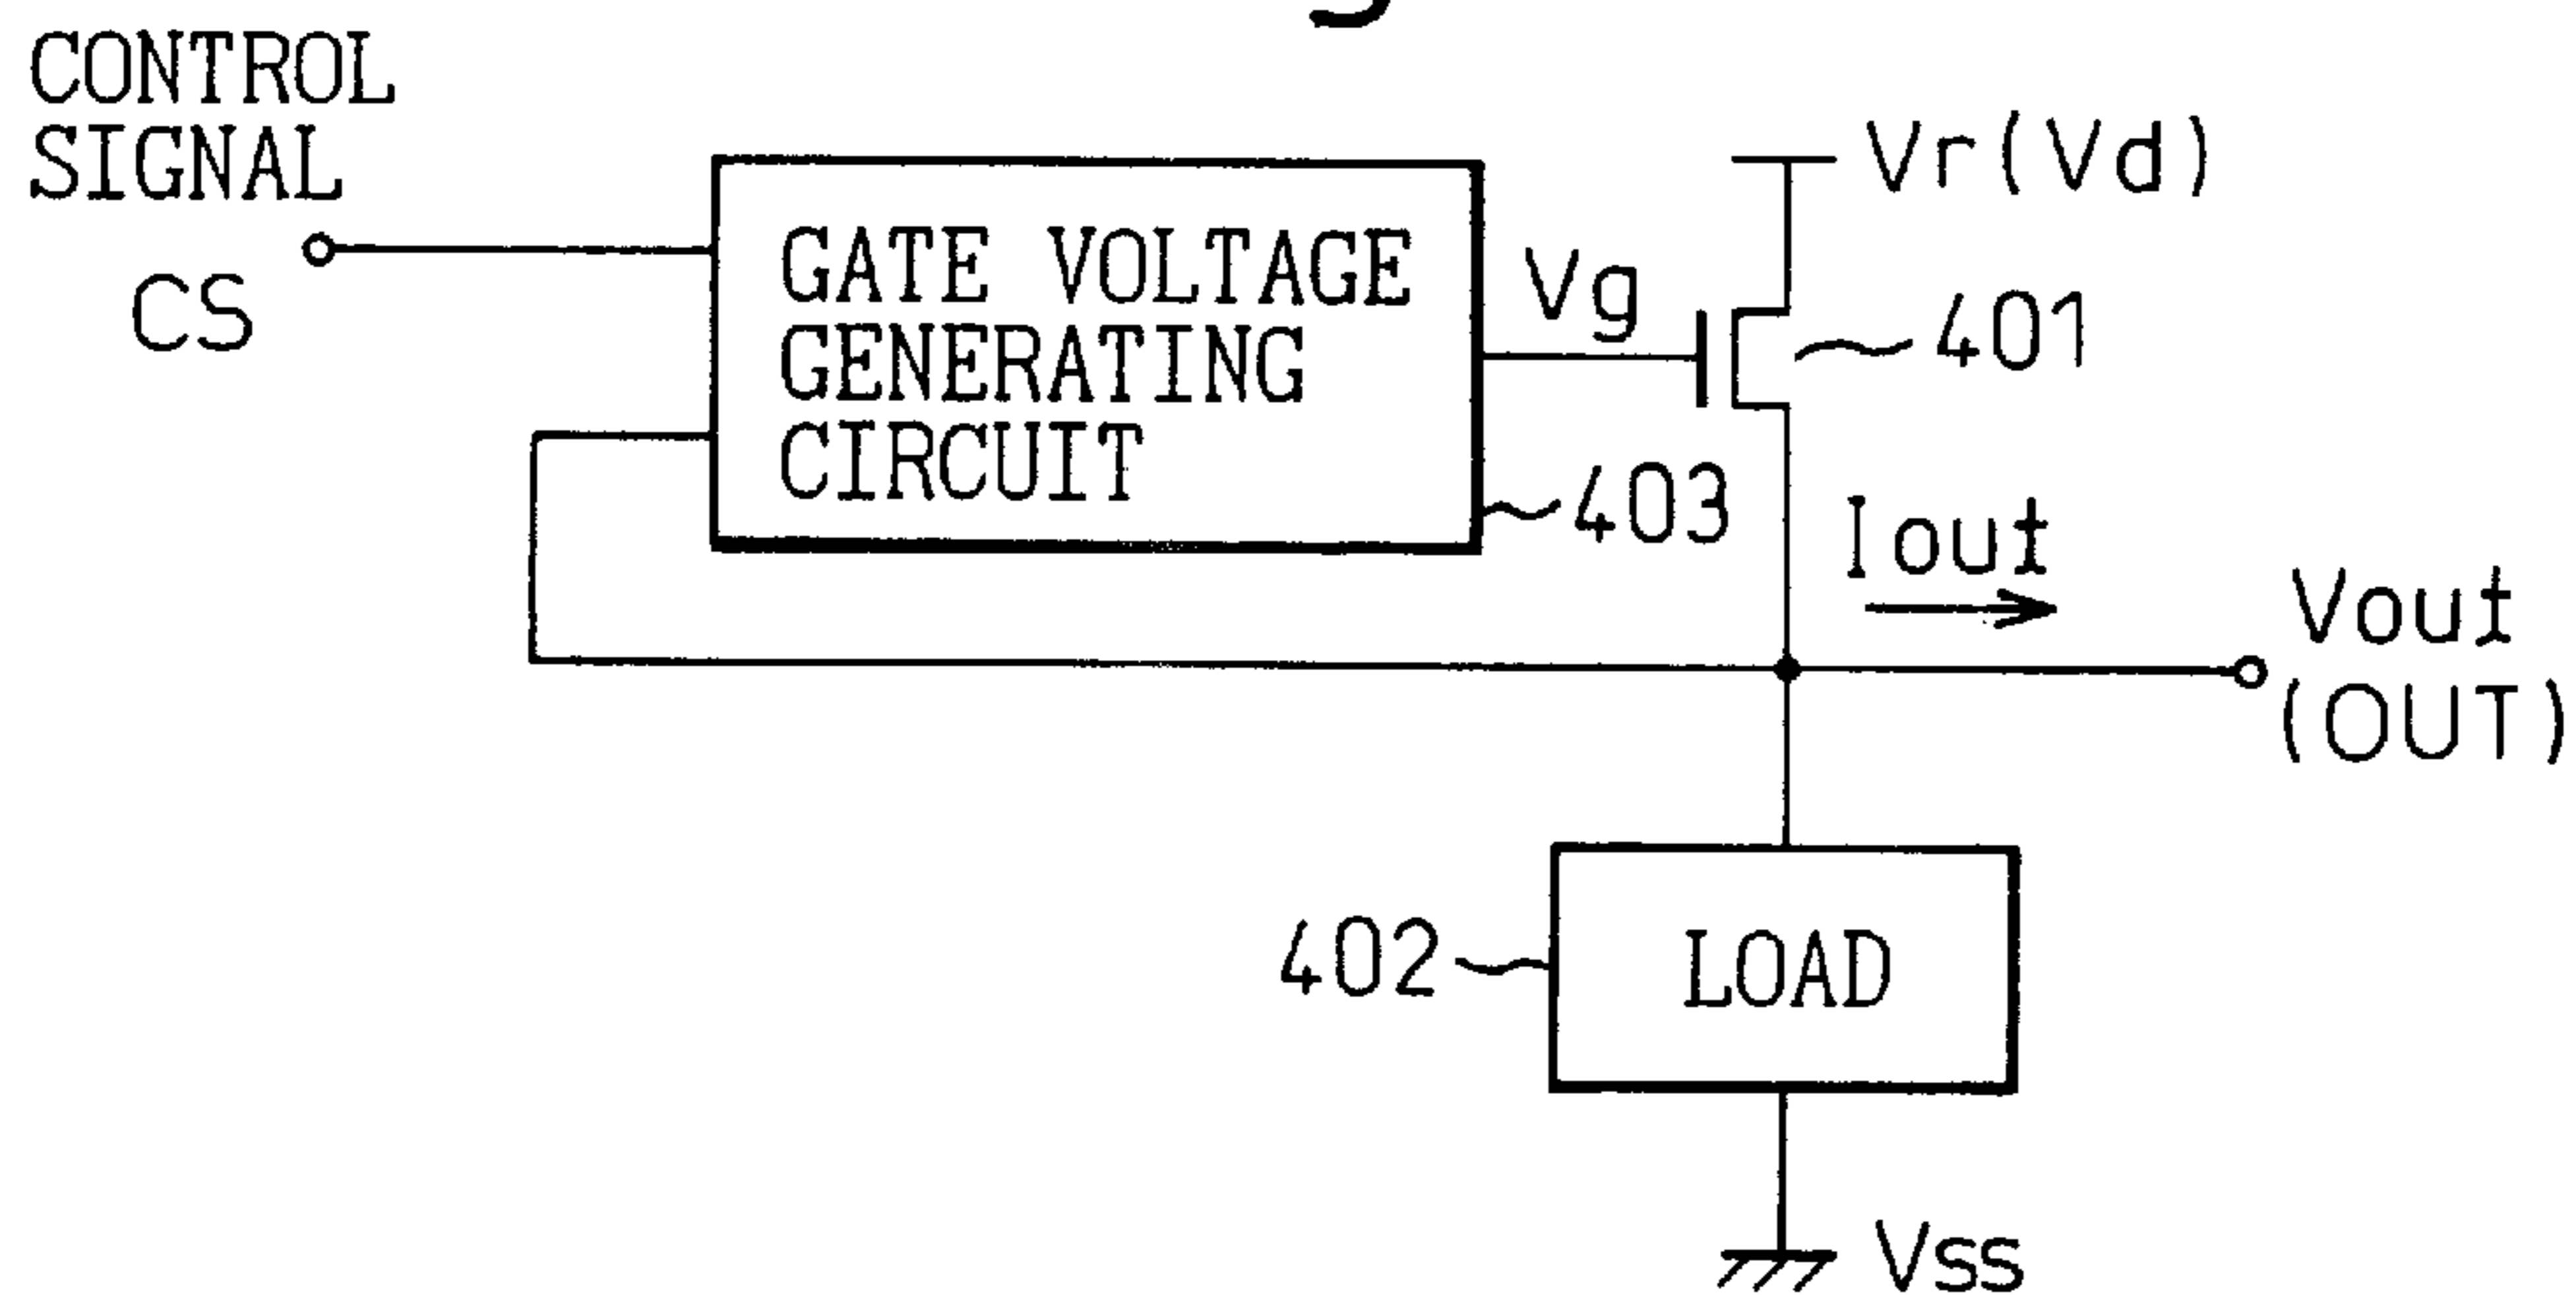 CONTROL
SIGNAL
CS
GATE VOLTAGE
GENERATING
CIRCUIT
Vg
Vr(Vd)
401
403
Iout
Vout
(OUT)
402
LOAD
Vss